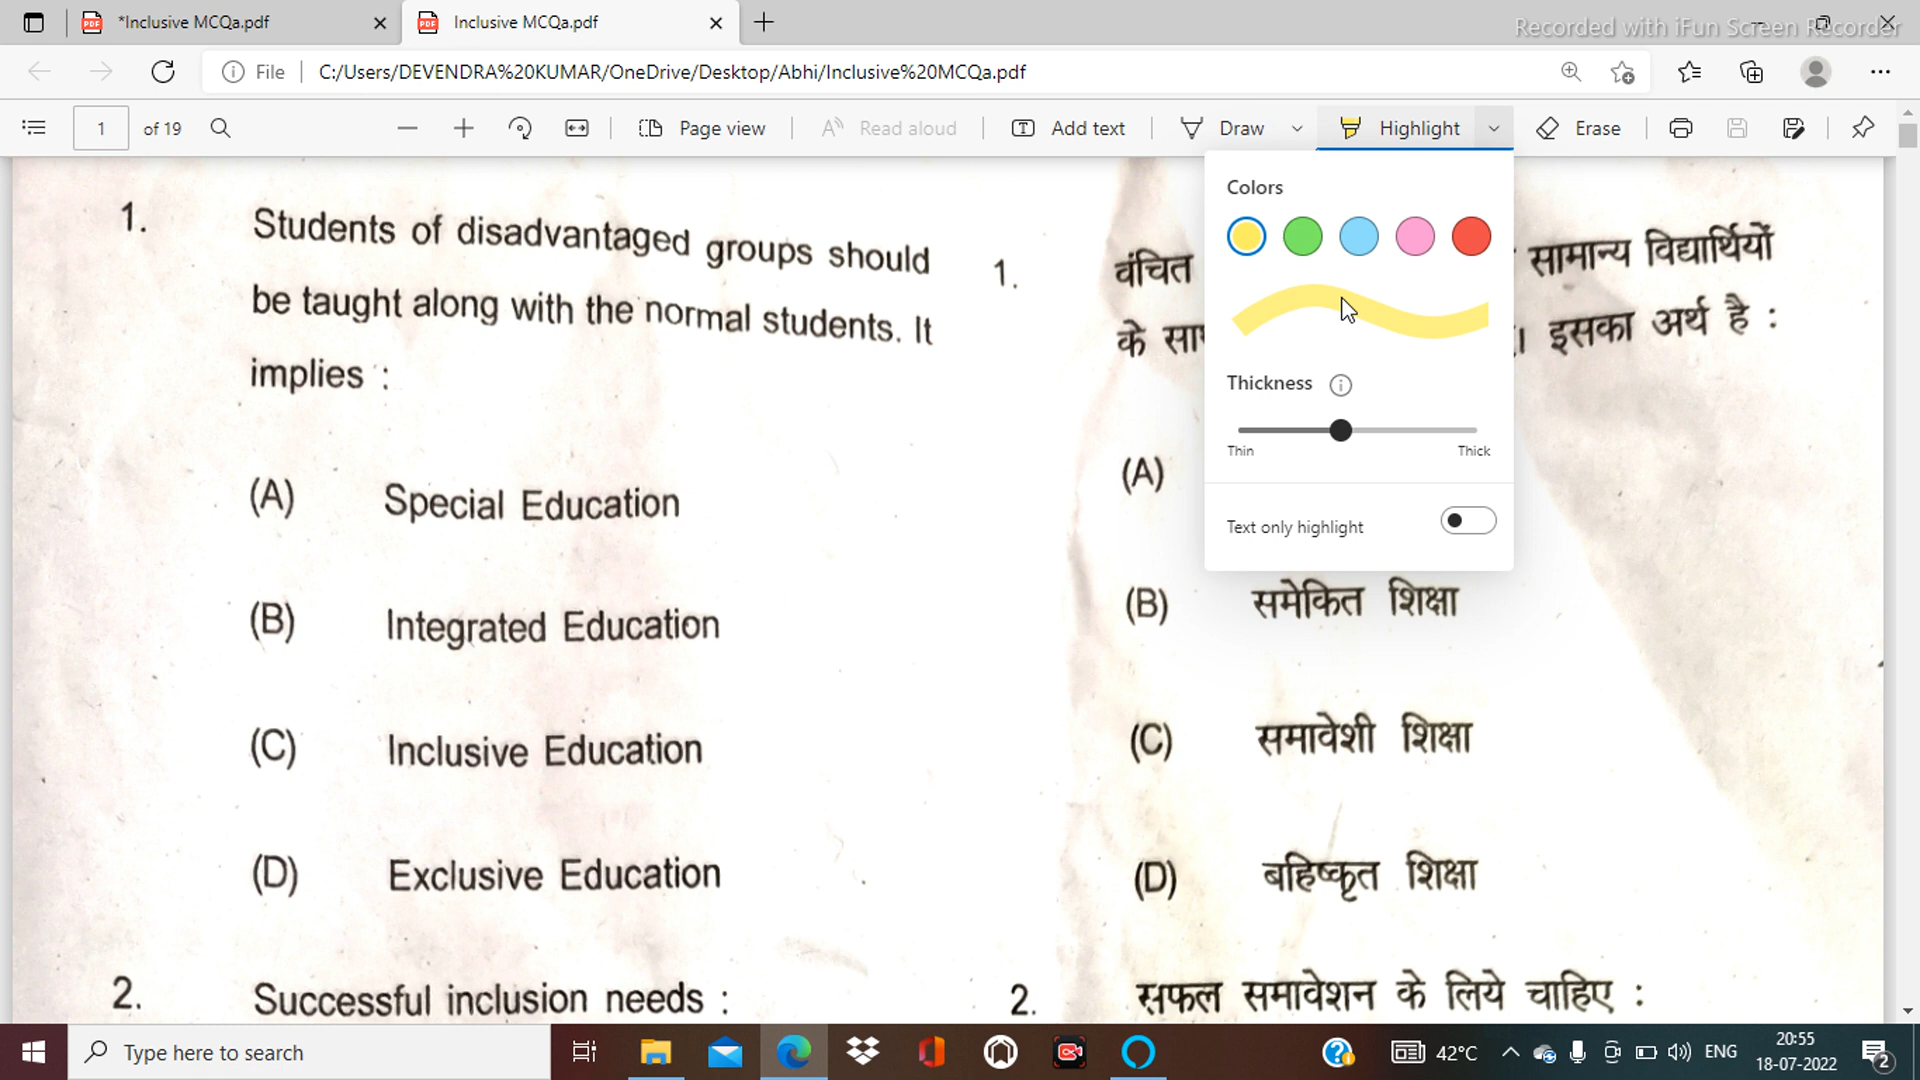 *Inclusive MCQa.pdf
Inclusive MCQa.pdf
Recorded with iFun Screen Recorder
File
C:/Users/DEVENDRA%20KUMAR/OneDrive/Desktop/Abhi/Inclusive%20MCQa.pdf
1 of 19
Page view
Read aloud
Add text
Draw
Highlight
Erase
Colors
Thickness
Thin Thick
Text only highlight
1. Students of disadvantaged groups should
be taught along with the normal students. It
implies :
(A) Special Education
(B) Integrated Education
(C) Inclusive Education
(D) Exclusive Education
2. Successful inclusion needs :
1. वंचित सामान्य विद्यार्थियों
के इसका अर्थ है :
(A)
(B) समेकित शिक्षा
(C) समावेशी शिक्षा
(D) बहिष्कृत शिक्षा
2. सफल समावेशन के लिये चाहिए :
Type here to search
42°C
ENG
20:55
18-07-2022
2